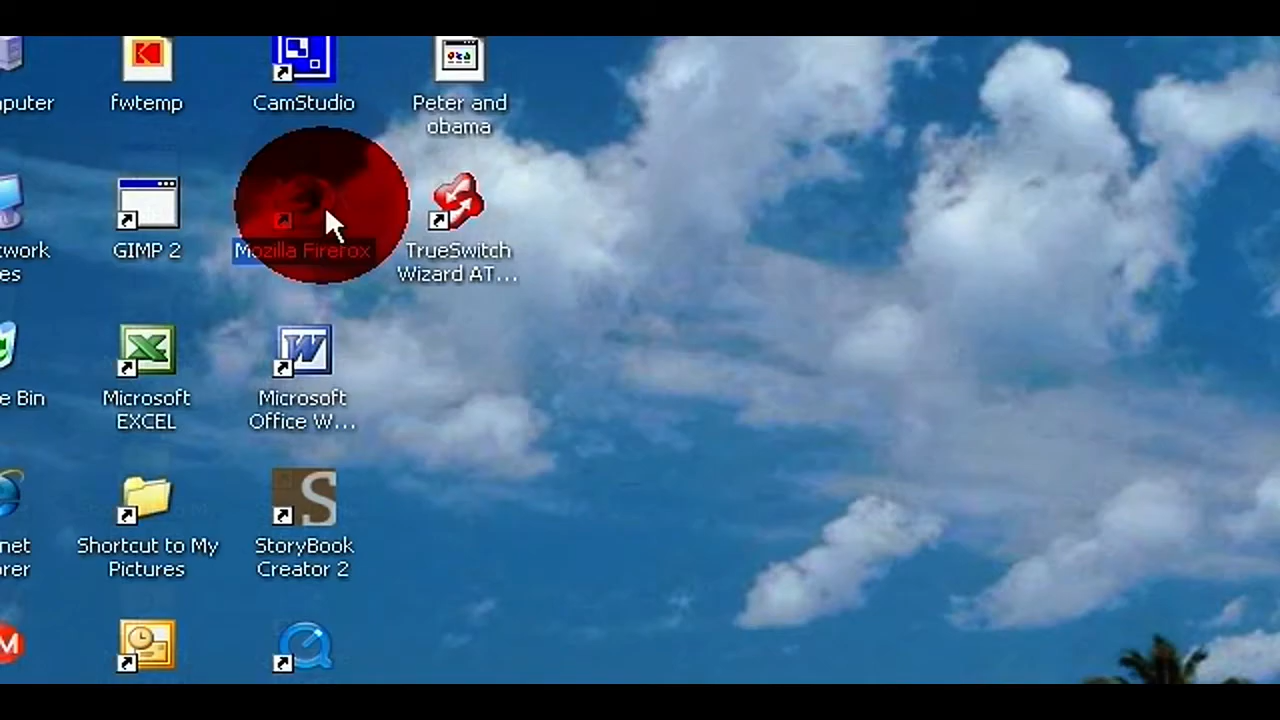 puter
fwtemp
CamStudio
Peter and
obama
twork
es
GIMP 2
Mozilla Firefox
TrueSwitch
Wizard AT...
e Bin
Microsoft
EXCEL
Microsoft
Office W...
net
rer
Shortcut to My
Pictures
S
StoryBook
Creator 2
M